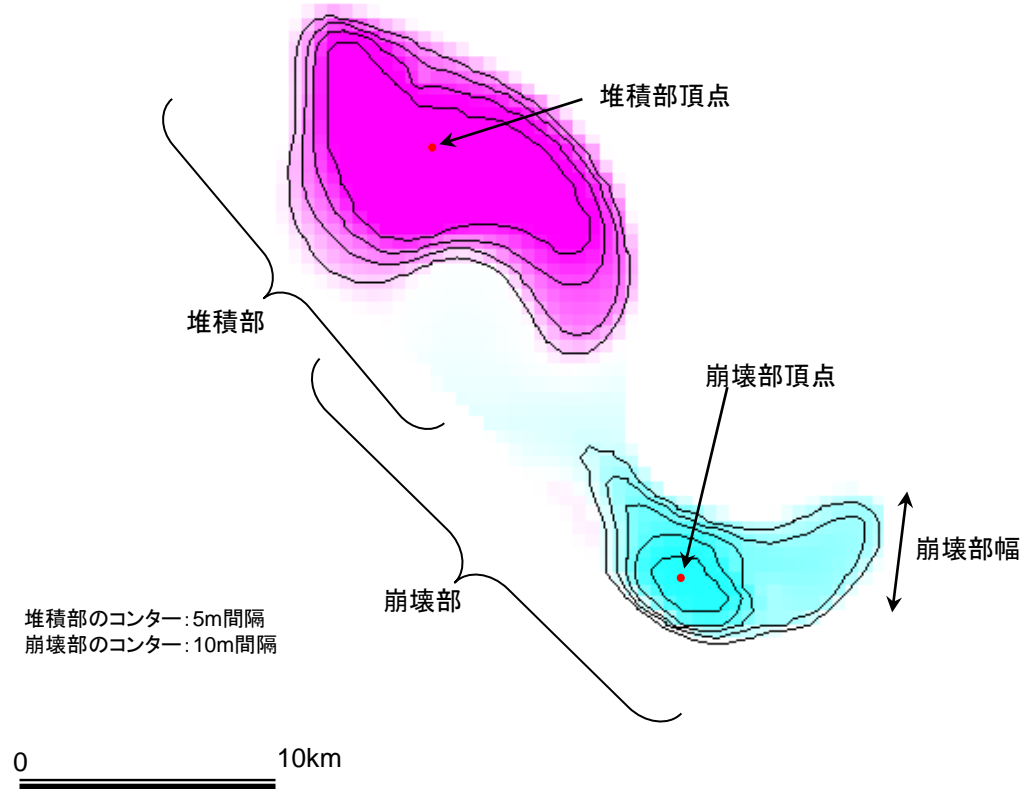 堆積部頂点
堆積部
崩壊部頂点
崩壊部幅
崩壊部
堆積部のコンター:5m間隔
崩壊部のコンター:10m間隔
0 10km